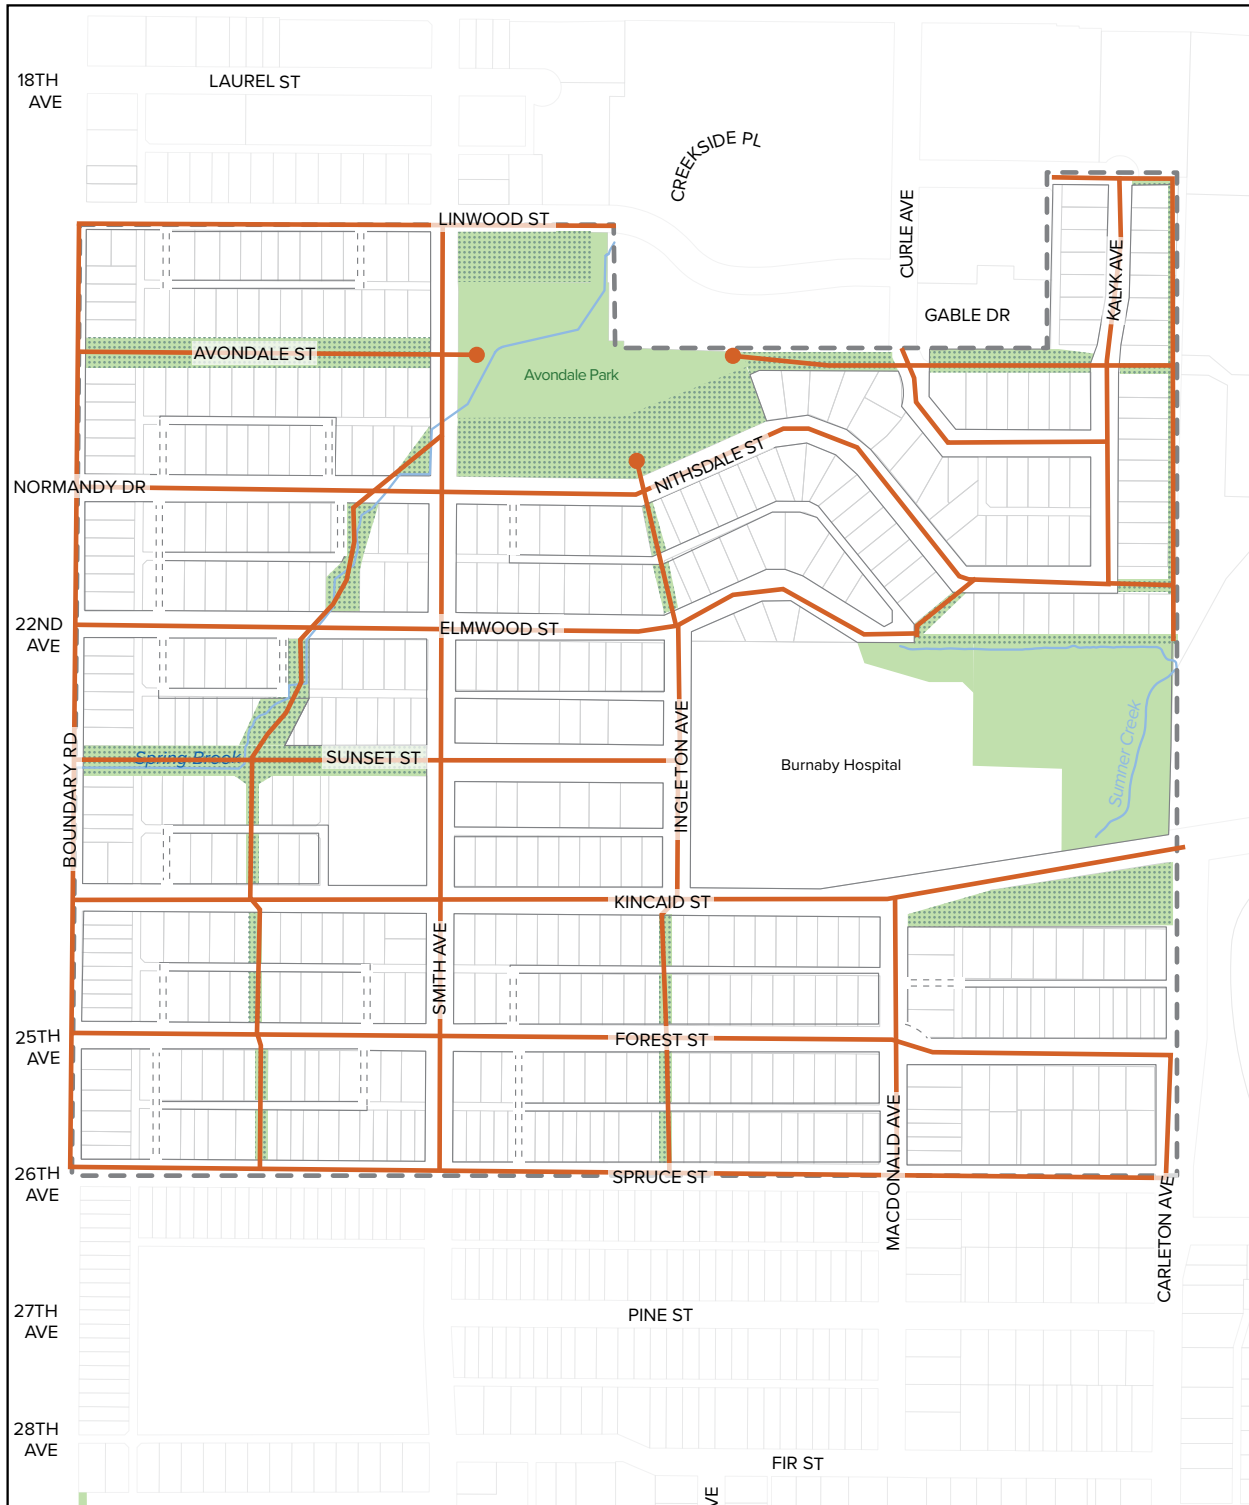 18TH
AVE
LAUREL ST
CREEKSIDE PL
CURLE AVE
LINWOOD ST
KALYK AVE
GABLE DR
AVONDALE ST
Avondale Park
NITHSDALE ST
NORMANDY DR
22ND
AVE
ELMWOOD ST
BOUNDARY RD
Spring Brook
SUNSET ST
INGLETON AVE
Burnaby Hospital
Sumner Creek
KINCAID ST
SMITH AVE
25TH
AVE
FOREST ST
MACDONALD AVE
26TH
AVE
SPRUCE ST
CARLETON AVE
27TH
AVE
PINE ST
28TH
AVE
FIR ST
VE